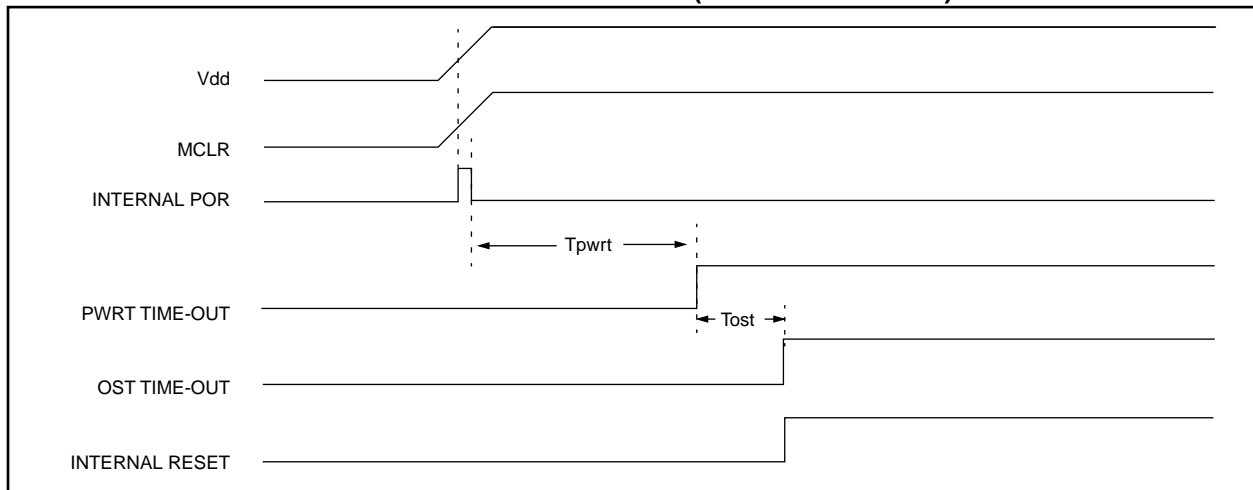 Vdd
MCLR
INTERNAL POR
Tpwrt
PWRT TIME-OUT
Tost
OST TIME-OUT
INTERNAL RESET